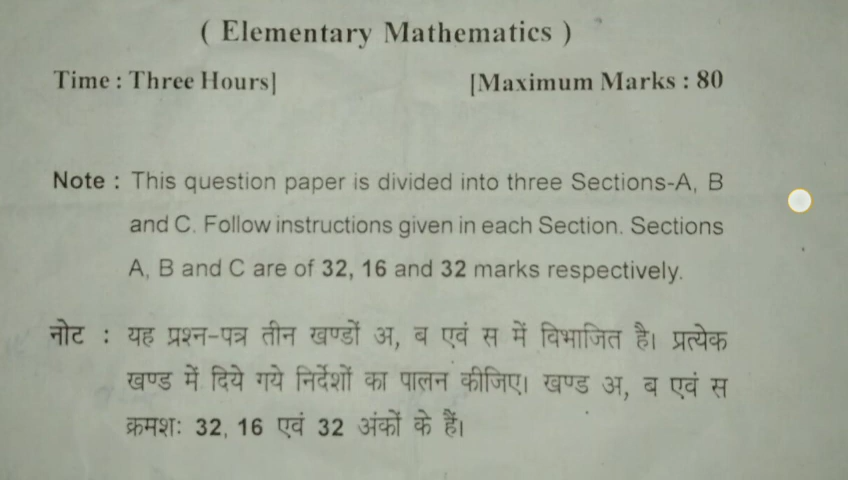 ( Elementary Mathematics )
Time : Three Hours] [Maximum Marks : 80
Note : This question paper is divided into three Sections-A, B
and C. Follow instructions given in each Section. Sections
A, B and C are of 32, 16 and 32 marks respectively.
नोट : यह प्रश्न-पत्र तीन खण्डों अ, ब एवं स में विभाजित है। प्रत्येक
खण्ड में दिये गये निर्देशों का पालन कीजिए। खण्ड अ, ब एवं स
क्रमशः 32, 16 एवं 32 अंकों के हैं।